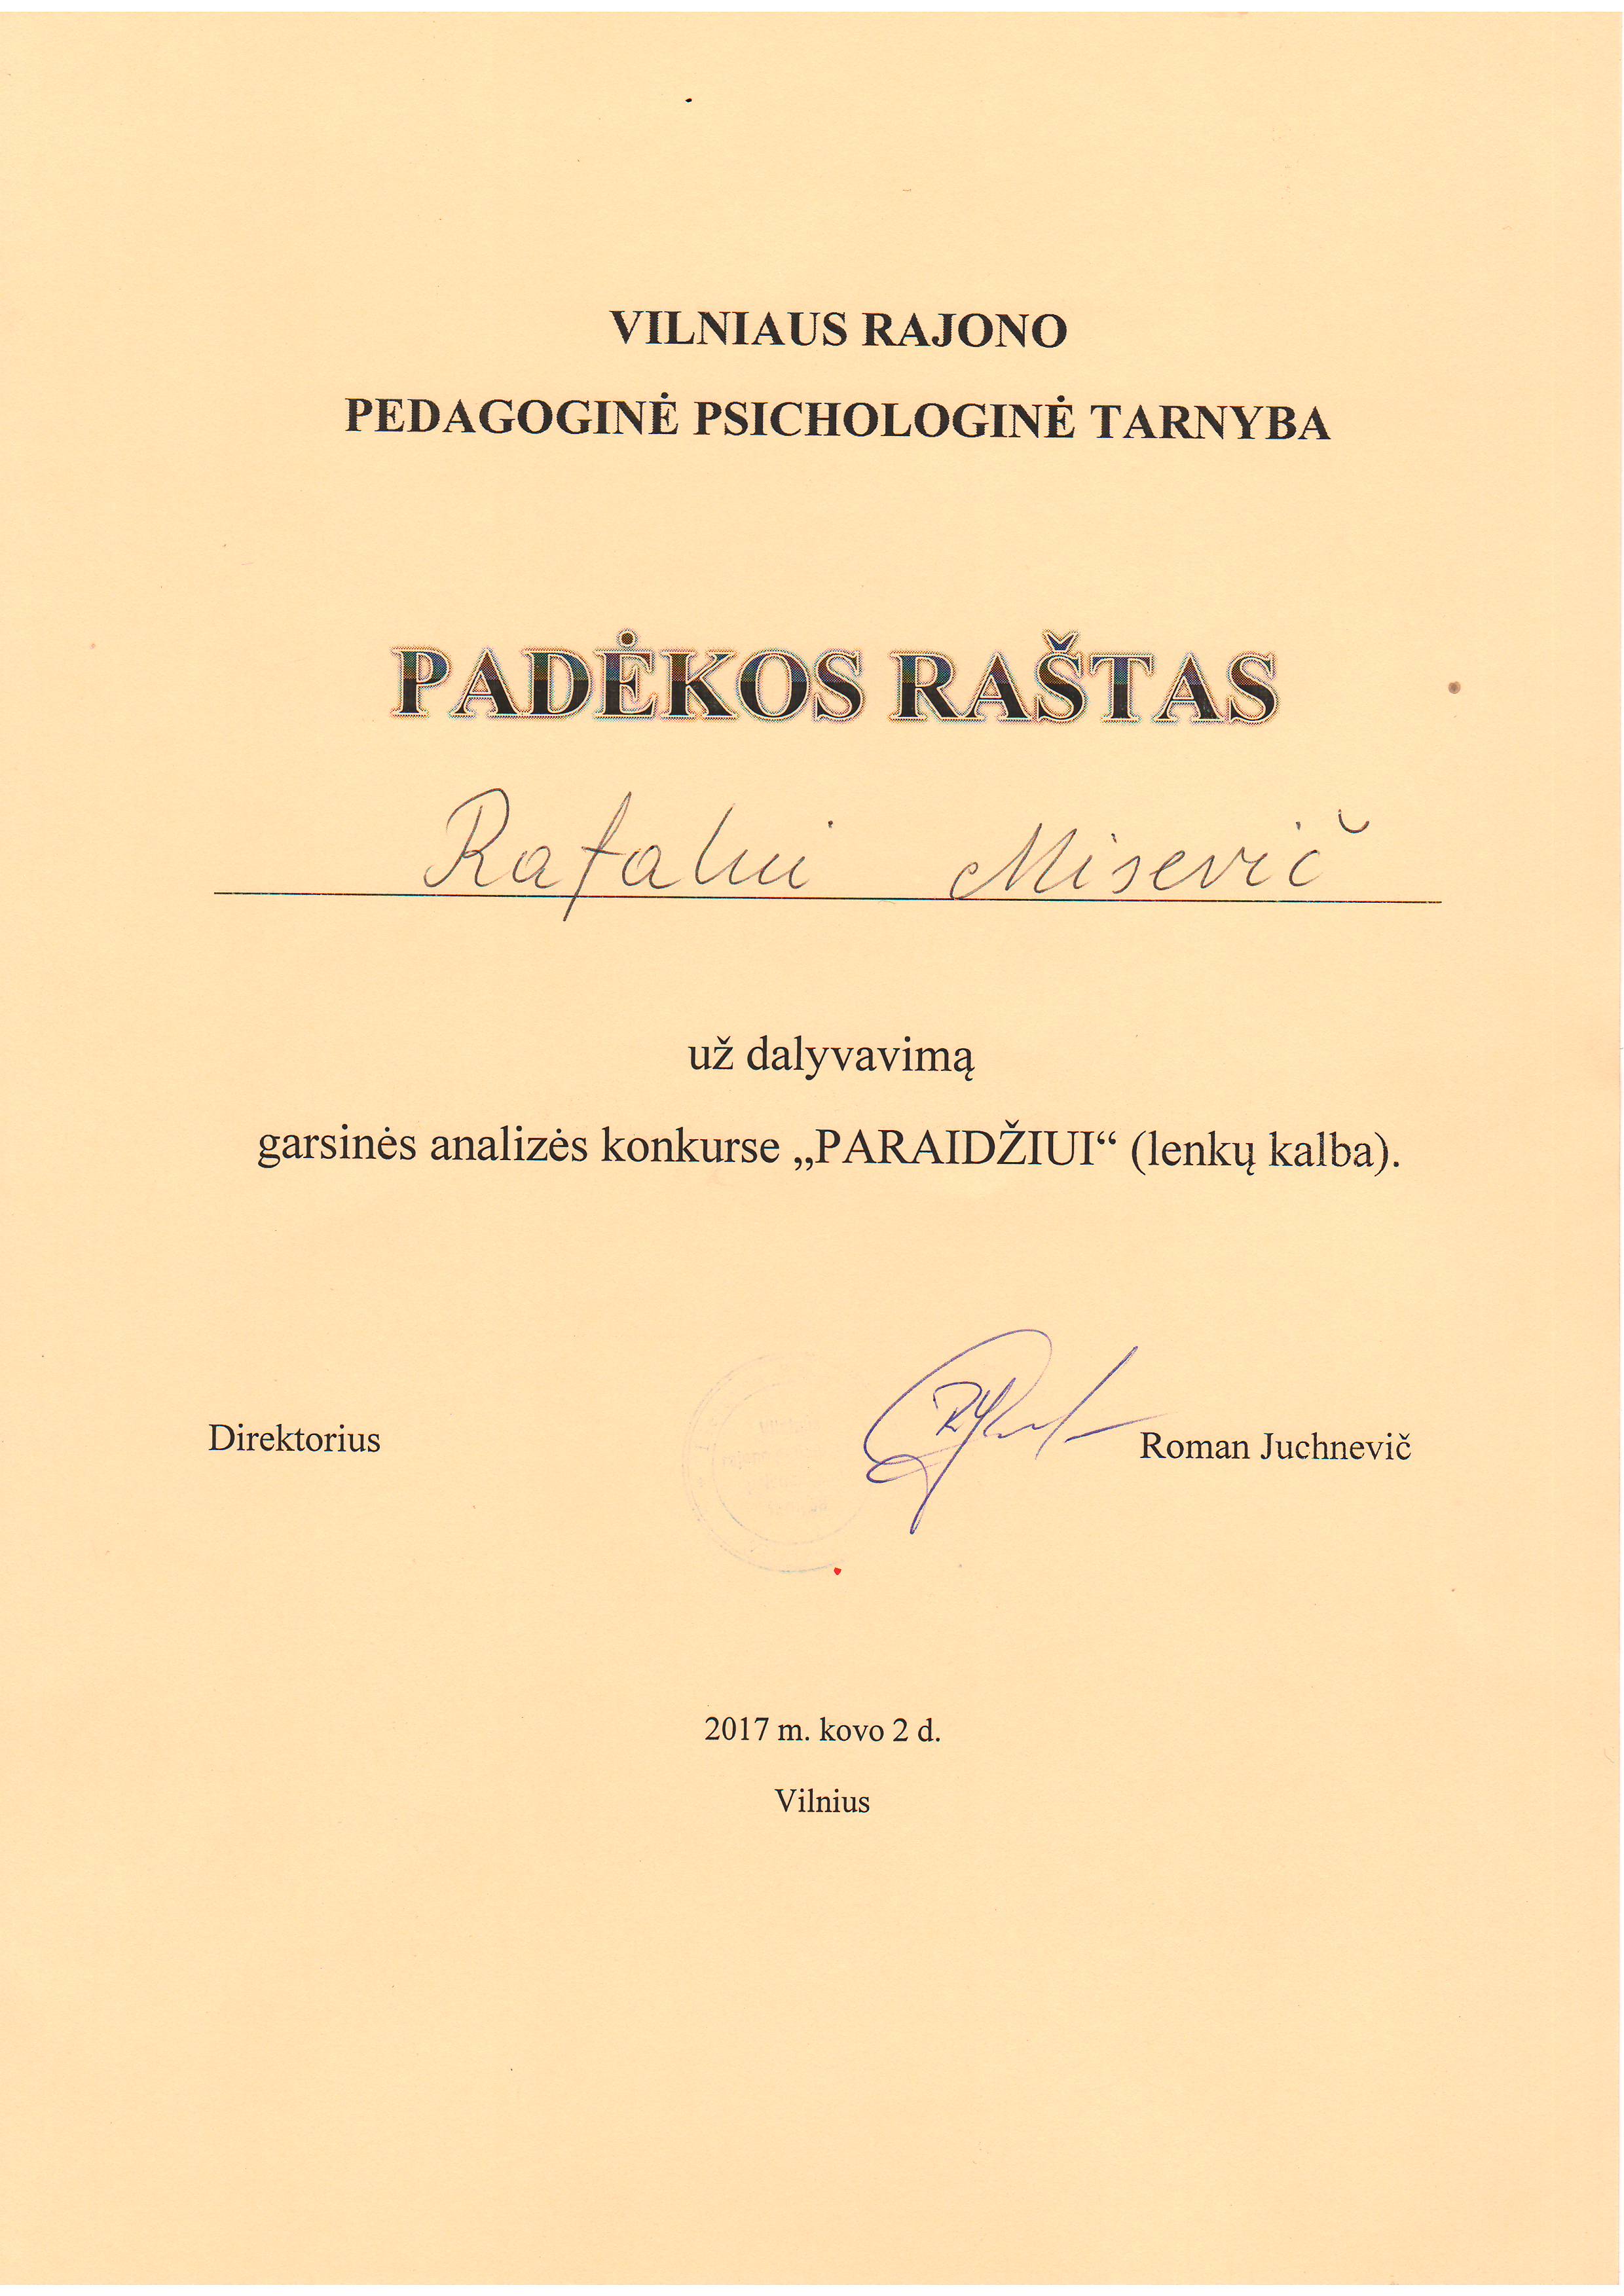 VILNIAUS RAJONO
PEDAGOGINĖ PSICHOLOGINĖ TARNYBA
PADĖKOS RAŠTAS
Rafalui Misevič
už dalyvavimą
garsinės analizės konkurse „PARAIDŽIUI“ (lenkų kalba).
Direktorius Roman Juchnevič
2017 m. kovo 2 d.
Vilnius